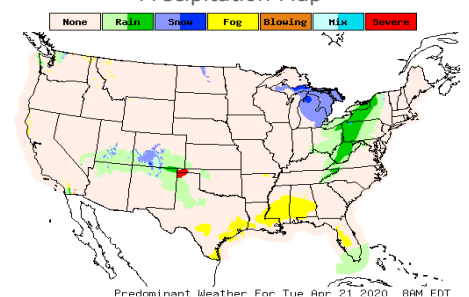 Precipitation Map
None Rain Snow Fog Blowing Mix Severe
Predominant Weather For Tue Apr 21 2020 8AM EDT